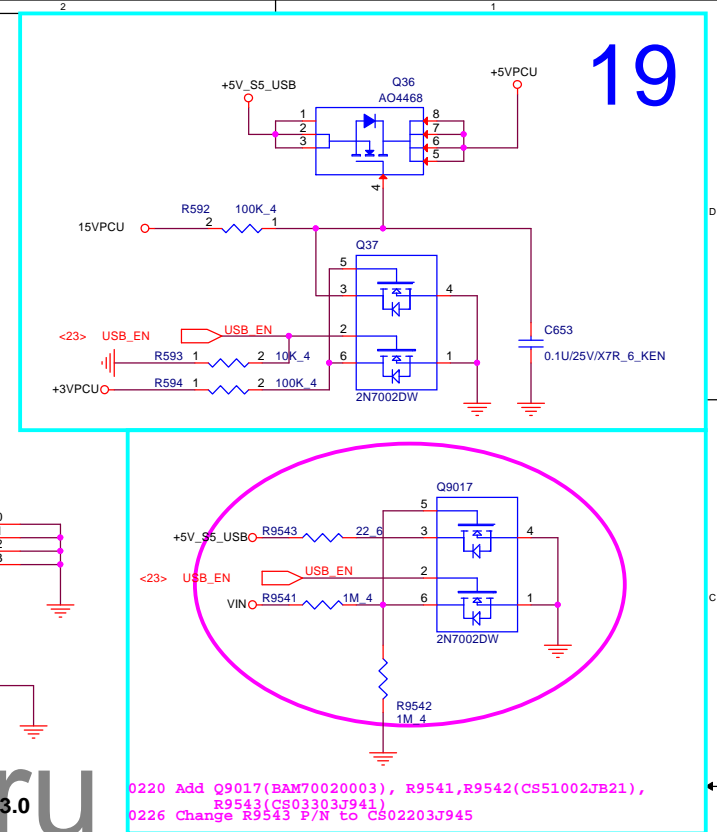 2
1
19
+5V_S5_USB
Q36
AO4468
+5VPCU
1
2
3
8
7
6
5
4
D
R592
100K_4
15VPCU
2
1
Q37
5
3
4
<23>
USB_EN
USB_EN
2
6
1
R593
1
2
10K_4
+3VPCU
R594
1
2
100K_4
2N7002DW
C653
0.1U/25V/X7R_6_KEN
Q9017
5
+5V_S5_USB
R9543
22_6
3
4
<23>
USB_EN
USB_EN
2
VIN
R9541
1M_4
6
1
C
2N7002DW
R9542
1M_4
0220 Add Q9017(BAM70020003), R9541,R9542(CS51002JB21),
R9543(CS03303J941)
0226 Change R9543 P/N to CS02203J945
3.0
ru